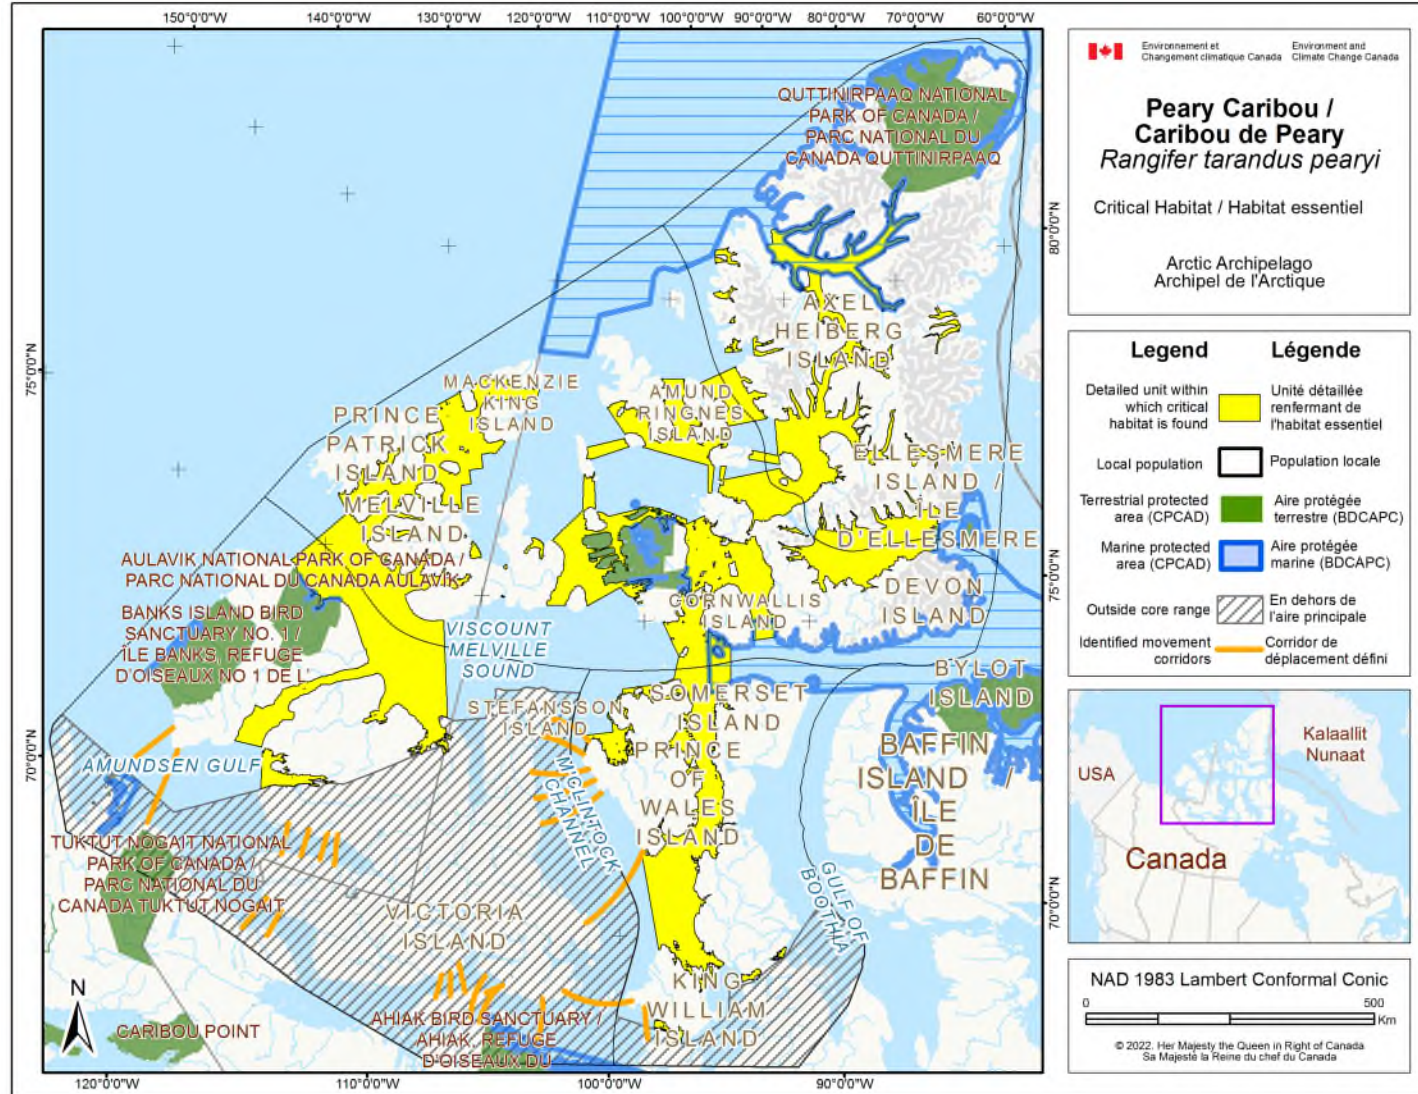 150°0'0"W
140°0'0"W
130°0'0"W
120°0'0"W
110°0'0"W
100°0'0"W
90°0'0"W
80°0'0"W
70°0'0"W
60°0'0"W
QUTTINIRPAAQ NATIONAL
PARK OF CANADA /
PARC NATIONAL DU
CANADA QUTTINIRPAAQ
80°0'0"N
AXEL
HEIBERG
ISLAND
75°0'0"N
MACKENZIE
KING
ISLAND
AMUND
RINGNES
ISLAND
PRINCE
PATRICK
ISLAND
ELLESMERE
ISLAND /
ÎLE
D'ELLESMERE
MELVILLE
ISLAND
AULAVIK NATIONAL PARK OF CANADA /
PARC NATIONAL DU CANADA AULAVIK
75°0'0"N
DEVON
ISLAND
CORNWALLIS
ISLAND
BANKS ISLAND BIRD
SANCTUARY NO. 1 /
ÎLE BANKS, REFUGE
D'OISEAUX NO 1 DE L'
VISCOUNT
MELVILLE
SOUND
BYLOT
ISLAND
SOMERSET
ISLAND
STEFANSSON
ISLAND
PRINCE
OF
WALES
ISLAND
BAFFIN
ISLAND /
ÎLE
DE
BAFFIN
70°0'0"N
AMUNDSEN GULF
M'CLINTOCK
CHANNEL
TUKTUT NOGAIT NATIONAL
PARK OF CANADA /
PARC NATIONAL DU
CANADA TUKTUT NOGAIT
GULF OF
BOOTHIA
70°0'0"N
VICTORIA
ISLAND
KING
WILLIAM
ISLAND
AHIAK BIRD SANCTUARY /
AHIAK, REFUGE
D'OISEAUX DU
N
CARIBOU POINT
120°0'0"W
110°0'0"W
100°0'0"W
90°0'0"W
Environnement et
Changement climatique Canada
Environment and
Climate Change Canada
Peary Caribou /
Caribou de Peary
Rangifer tarandus pearyi
Critical Habitat / Habitat essentiel
Arctic Archipelago
Archipel de l'Arctique
Legend
Légende
Detailed unit within
which critical
habitat is found
Unité détaillée
renfermant de
l'habitat essentiel
Local population
Population locale
Terrestrial protected
area (CPCAD)
Aire protégée
terrestre (BDCAPC)
Marine protected
area (CPCAD)
Aire protégée
marine (BDCAPC)
Outside core range
En dehors de
l'aire principale
Identified movement
corridors
Corridor de
déplacement défini
USA
Kalaallit
Nunaat
Canada
NAD 1983 Lambert Conformal Conic
0
500
Km
© 2022. Her Majesty the Queen in Right of Canada
Sa Majesté la Reine du chef du Canada